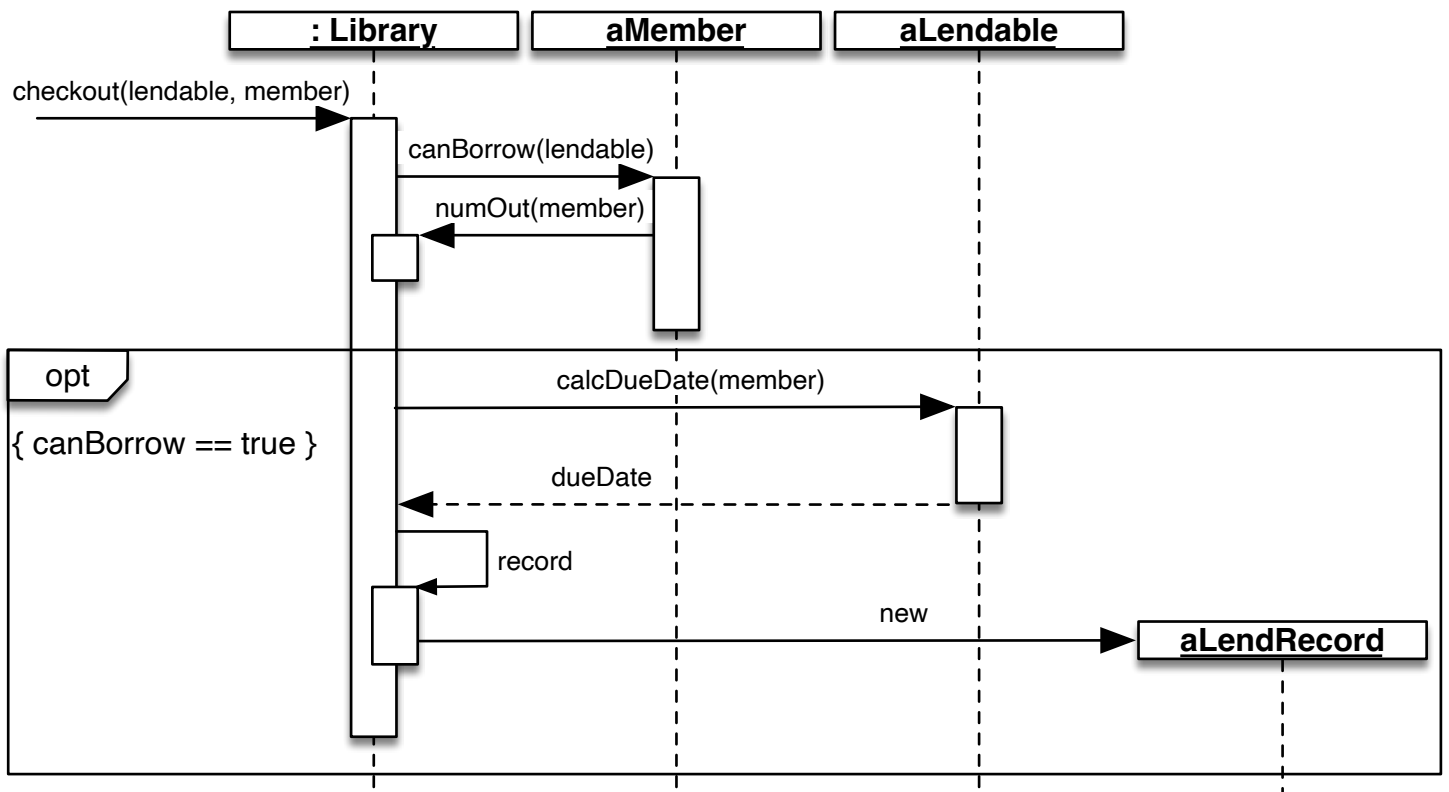 : Library
aMember
aLendable
checkout(lendable, member)
canBorrow(lendable)
numOut(member)
opt
calcDueDate(member)
{ canBorrow == true }
dueDate
record
new
aLendRecord